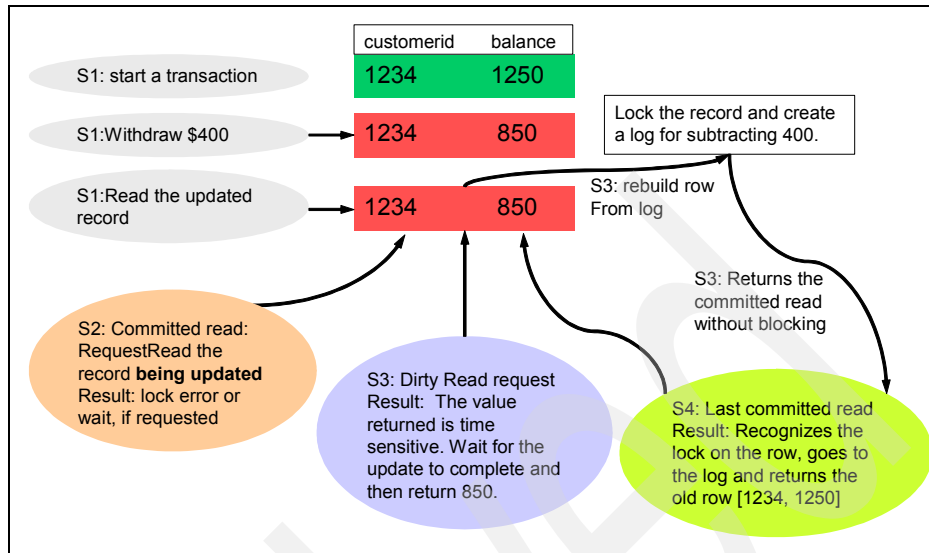 customerid balance
S1: start a transaction
1234 1250
S1:Withdraw $400
1234 850
Lock the record and create
a log for subtracting 400.
S1:Read the updated
record
1234 850
S3: rebuild row
From log
S3: Returns the
committed read
without blocking
S2: Committed read:
RequestRead the
record being updated
Result: lock error or
wait, if requested
S3: Dirty Read request
Result: The value
returned is time
sensitive. Wait for the
update to complete and
then return 850.
S4: Last committed read
Result: Recognizes the
lock on the row, goes to
the log and returns the
old row [1234, 1250]